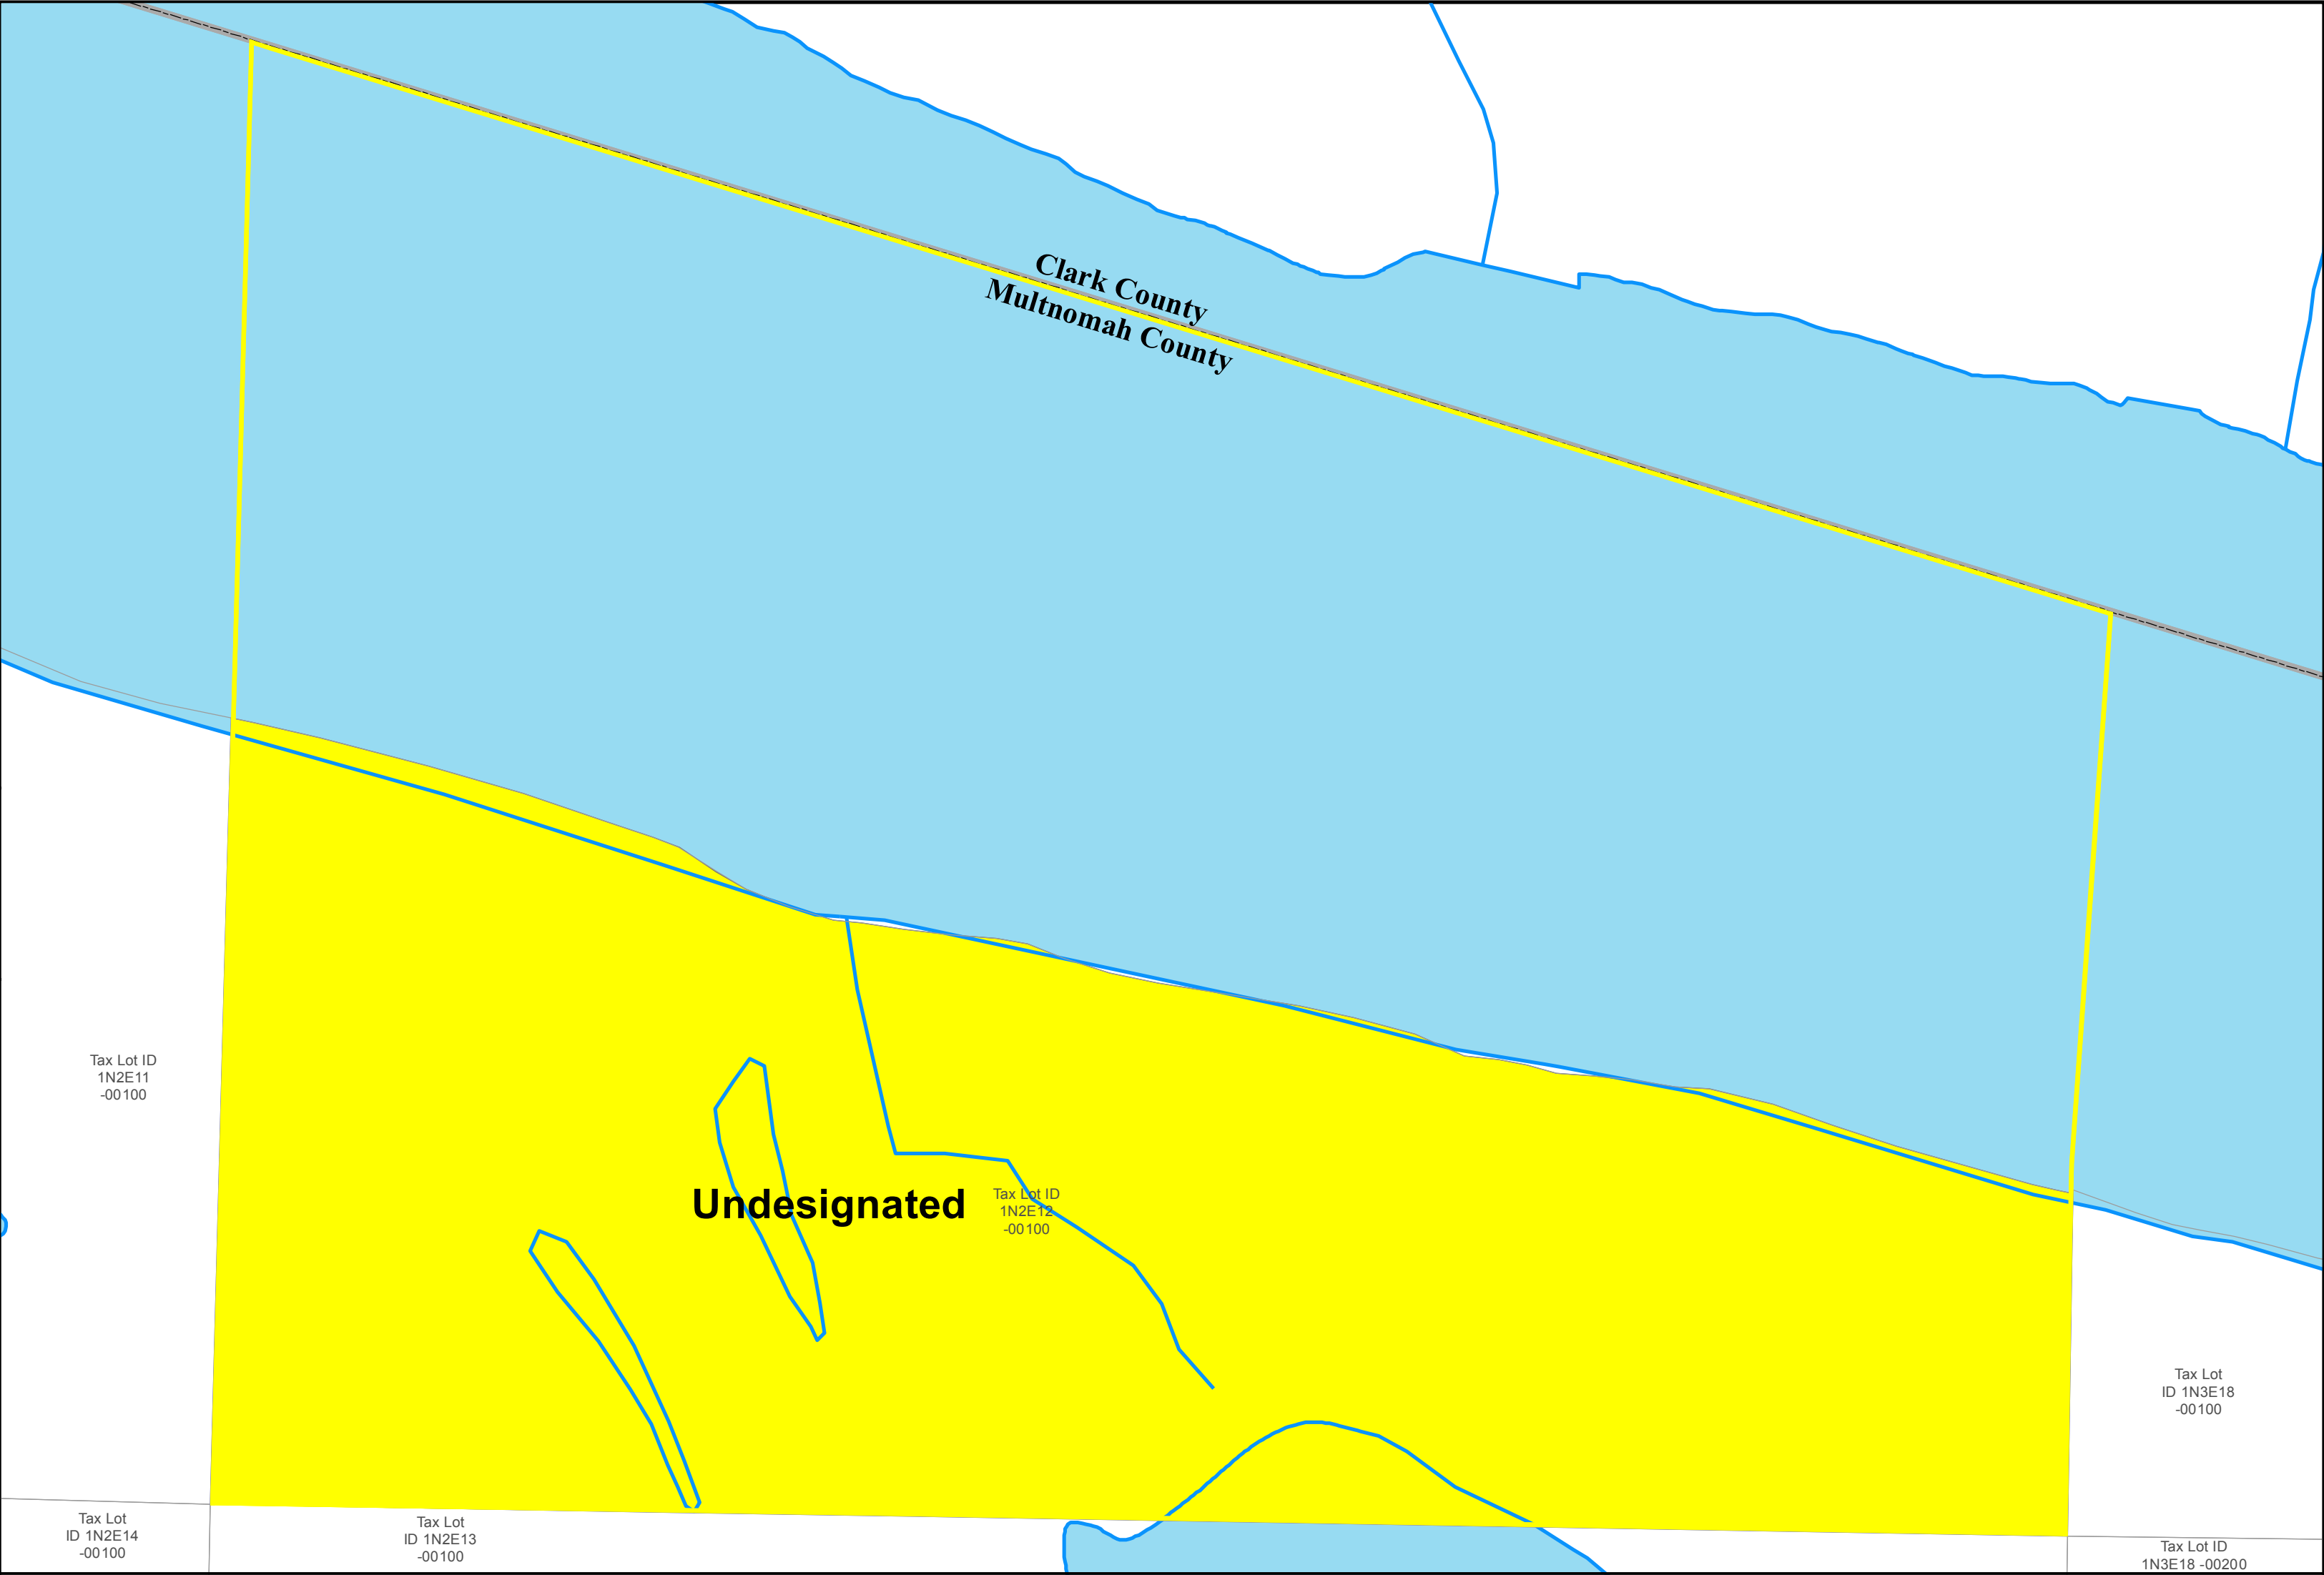 Clark County
Multnomah County
Tax Lot ID
1N2E11
-00100
Undesignated
Tax Lot ID
1N2E12
-00100
Tax Lot
ID 1N3E18
-00100
Tax Lot
ID 1N2E14
-00100
Tax Lot
ID 1N2E13
-00100
Tax Lot ID
1N3E18 -00200